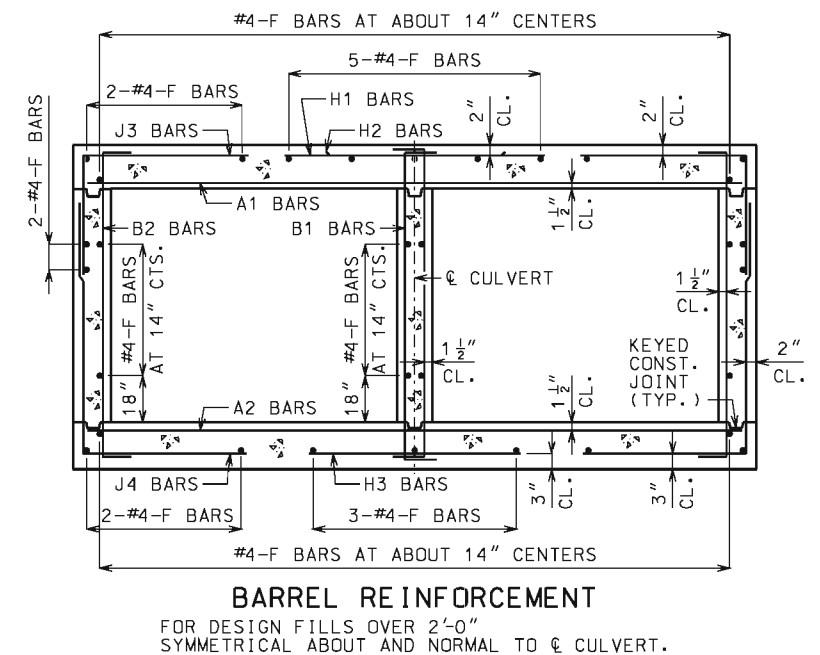 #4-F BARS AT ABOUT 14" CENTERS
5-#4-F BARS
2-#4-F BARS
H1 BARS
J3 BARS
H2 BARS
2" CL.
2" CL.
2-#4-F BARS
A1 BARS
1 1/2" CL.
B2 BARS
B1 BARS
#4-F BARS
AT 14" CTS.
#4-F BARS
AT 14" CTS.
℄ CULVERT
1 1/2"
CL.
1 1/2"
CL.
KEYED
CONST.
JOINT
(TYP.)
2"
CL.
18"
A2 BARS
18"
1 1/2" CL.
J4 BARS
H3 BARS
3" CL.
3" CL.
2-#4-F BARS
3-#4-F BARS
#4-F BARS AT ABOUT 14" CENTERS
BARREL REINFORCEMENT
FOR DESIGN FILLS OVER 2'-0"
SYMMETRICAL ABOUT AND NORMAL TO ℄ CULVERT.